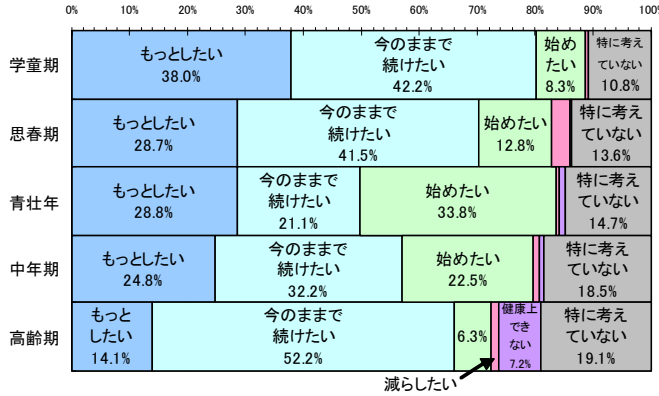 0% 10% 20% 30% 40% 50% 60% 70% 80% 90% 100%
学童期
もっとしたい
38.0%
今のままで
続けたい
42.2%
始め
たい
8.3%
特に考え
ていない
10.8%
思春期
もっとしたい
28.7%
今のままで
続けたい
41.5%
始めたい
12.8%
特に考え
ていない
13.6%
青壮年
もっとしたい
28.8%
今のままで
続けたい
21.1%
始めたい
33.8%
特に考え
ていない
14.7%
中年期
もっとしたい
24.8%
今のままで
続けたい
32.2%
始めたい
22.5%
特に考え
ていない
18.5%
高齢期
もっと
したい
14.1%
今のままで
続けたい
52.2%
6.3%
健康上
でき
ない
7.2%
特に考え
ていない
19.1%
減らしたい